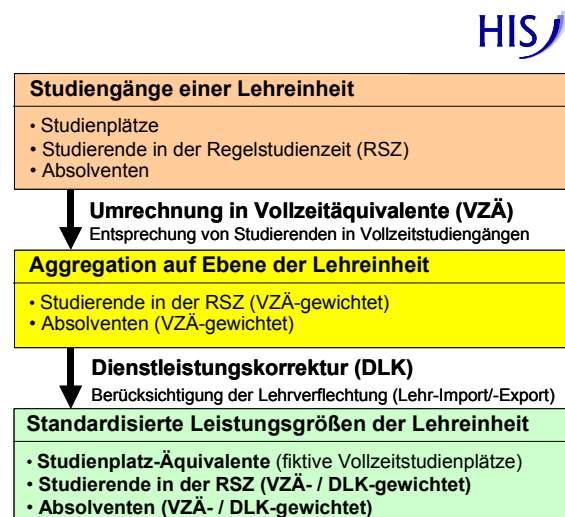 HIS
Studiengänge einer Lehreinheit
• Studienplätze
• Studierende in der Regelstudienzeit (RSZ)
• Absolventen
Umrechnung in Vollzeitäquivalente (VZÄ)
Entsprechung von Studierenden in Vollzeitstudiengängen
Aggregation auf Ebene der Lehreinheit
• Studierende in der RSZ (VZÄ-gewichtet)
• Absolventen (VZÄ-gewichtet)
Dienstleistungskorrektur (DLK)
Berücksichtigung der Lehrverflechtung (Lehr-Import/-Export)
Standardisierte Leistungsgrößen der Lehreinheit
• Studienplatz-Äquivalente (fiktive Vollzeitstudienplätze)
• Studierende in der RSZ (VZÄ- / DLK-gewichtet)
• Absolventen (VZÄ- / DLK-gewichtet)